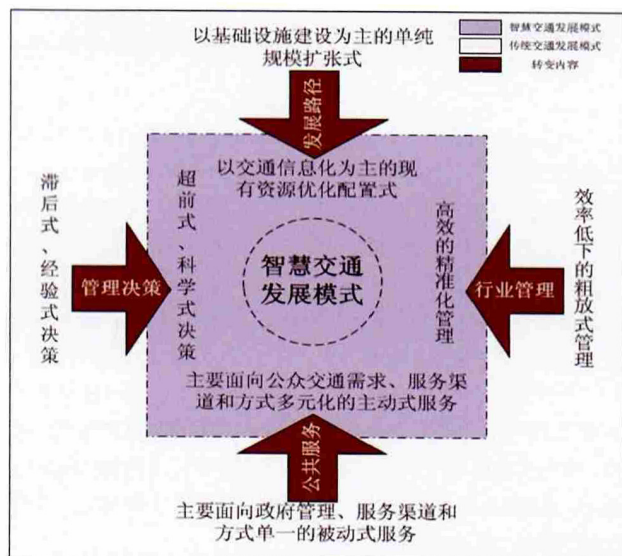 以基础设施建设为主的单纯
规模扩张式
智慧交通发展模式
传统交通发展模式
转变内容
发展路径
以交通信息化为主的现
有资源优化配置式
滞后式、经验式决策
管理决策
超前式、科学式决策
智慧交通
发展模式
高效的精准化管理
行业管理
效率低下的粗放式管理
主要面向公众交通需求、服务渠
道和方式多元化的主动式服务
公共服务
主要面向政府管理、服务渠道和
方式单一的被动式服务